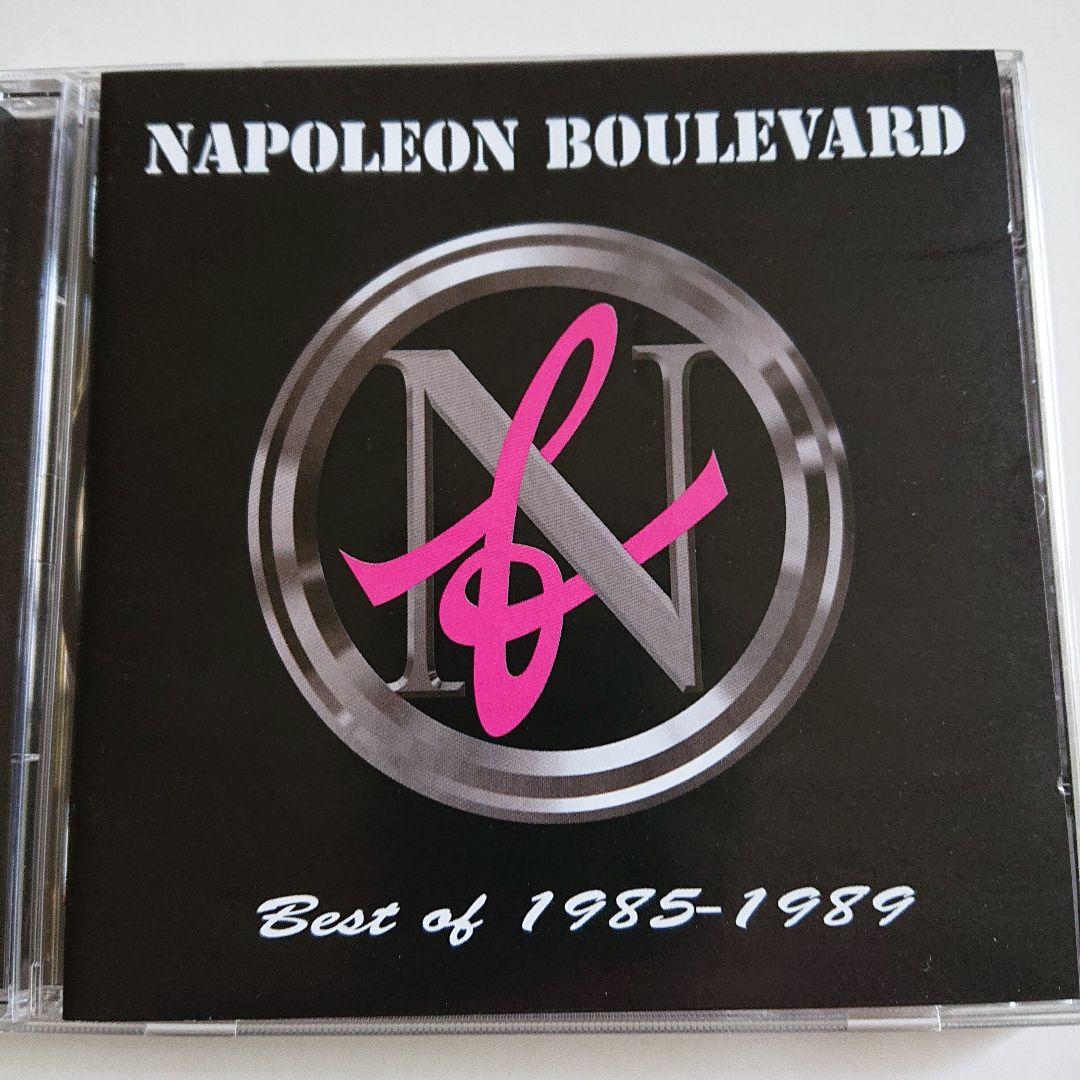 NAPOLEON BOULEVARD
N b
Best of 1985-1989